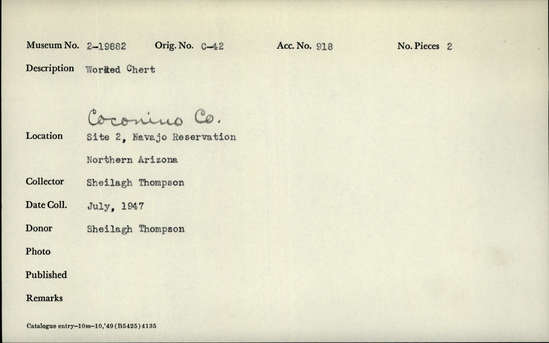 Museum No. 2-19682 Orig. No. C-42 Acc. No. 918 No. Pieces 2
Description Worked Chert
Coconino Co.
Location Site 2, Navajo Reservation
Northern Arizona
Collector Sheilagh Thompson
Date Coll. July, 1947
Donor Sheilagh Thompson
Photo
Published
Remarks
Catalogue entry-10m-10,'49 (B5425) 4135